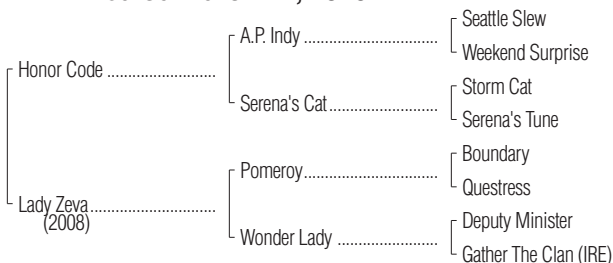 Seattle Slew
A.P. Indy
Weekend Surprise
Honor Code
Storm Cat
Serena's Cat
Serena's Tune
Boundary
Pomeroy
Questress
Lady Zeva
(2008)
Deputy Minister
Wonder Lady
Gather The Clan (IRE)